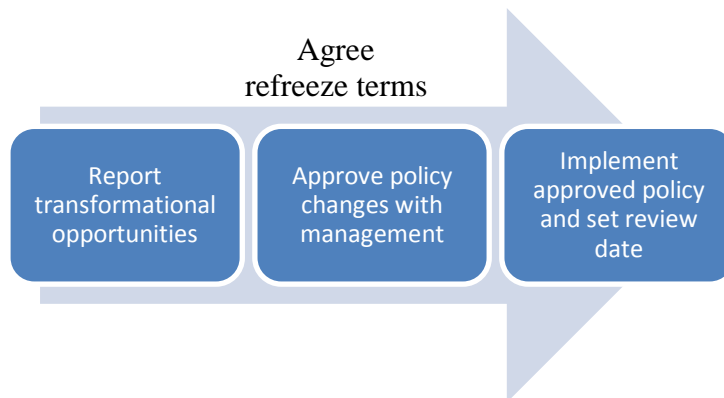 Agree
refreeze terms
Report
transformational
opportunities
Approve policy
changes with
management
Implement
approved policy
and set review
date